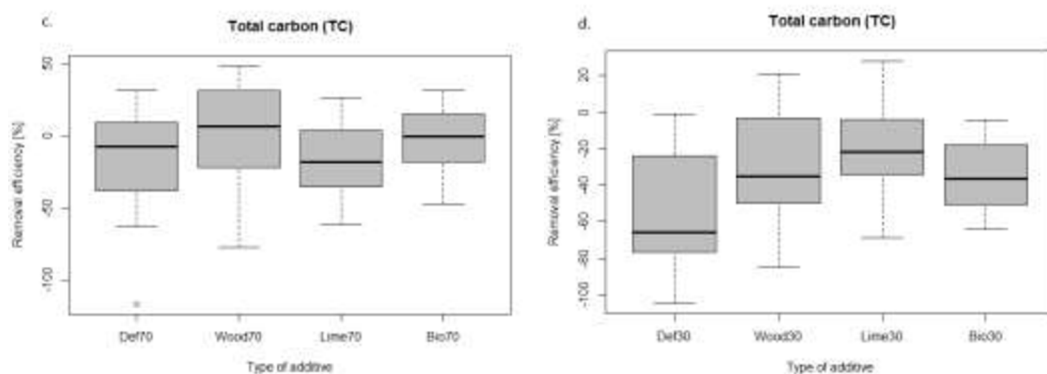 c.
Total carbon (TC)
Removal efficiency [%]
50
0
-50
-100
Def70 Wood70 Lime70 Bio70
Type of additive
d.
Total carbon (TC)
Removal efficiency [%]
20
0
-20
-40
-60
-80
-100
Def30 Wood30 Lime30 Bio30
Type of additive